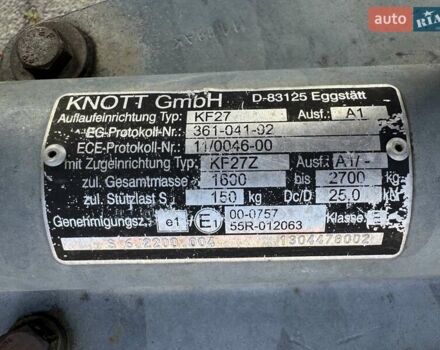 auto
RIA
KNOTT GmbH D-83125 Eggstätt
Auflaufeinrichtung Typ: KF27 Ausf.: A1
EG-Protokoll-Nr.: 361-041-92
ECE-Protokoll-Nr.: 11/0046-00
mit Zugeinrichtung Typ: KF27Z Ausf.: A1/-
zul. Gesamtmasse 1600 bis 2700 kg
zul. Stützlast S 150 kg Dc/D 25,0
Genehmigungsz.: e1 E1 00-0757 Klasse
55R-012063